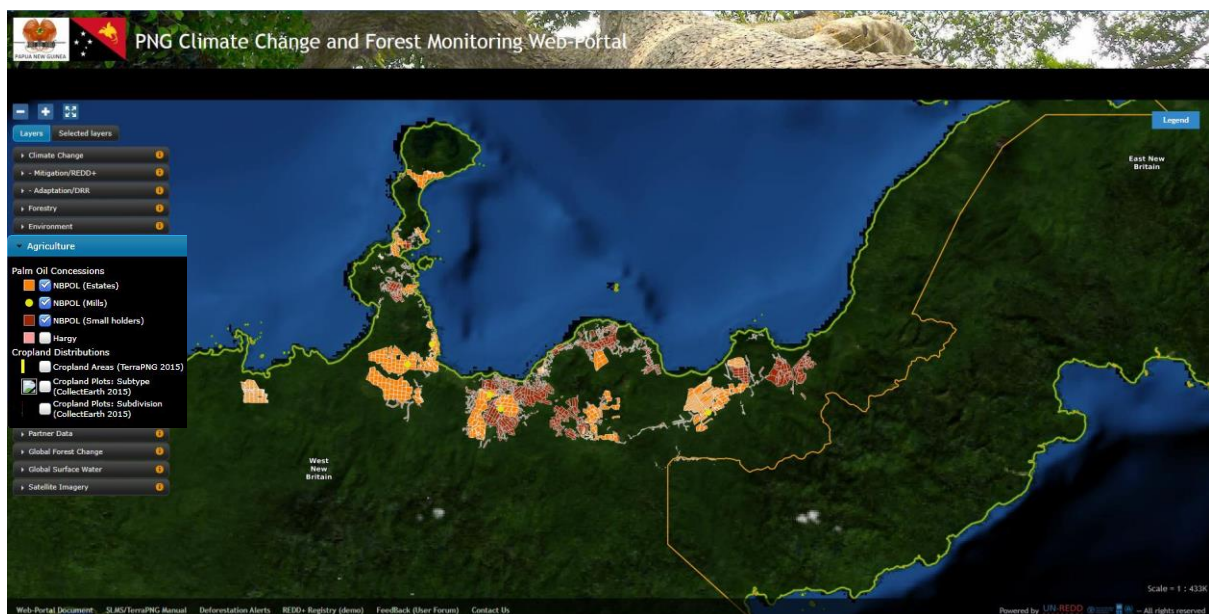 PAPUA NEW GUINEA
PNG Climate Change and Forest Monitoring Web-Portal
Layers
Selected layers
Legend
Climate Change
- Mitigation/REDD+
- Adaptation/DRR
Forestry
Environment
Agriculture
Palm Oil Concessions
NBPOL (Estates)
NBPOL (Mills)
NBPOL (Small holders)
Hargy
Cropland Distributions
Cropland Areas (TerraPNG 2015)
Cropland Plots: Subtype
(CollectEarth 2015)
Cropland Plots: Subdivision
(CollectEarth 2015)
Partner Data
Global Forest Change
Global Surface Water
Satellite Imagery
East New
Britain
West
New
Britain
Scale = 1 : 433K
Web-Portal Document SLMS/TerraPNG Manual Deforestation Alerts REDD+ Registry (demo) FeedBack (User Forum) Contact Us
Powered by UN-REDD – All rights reserved